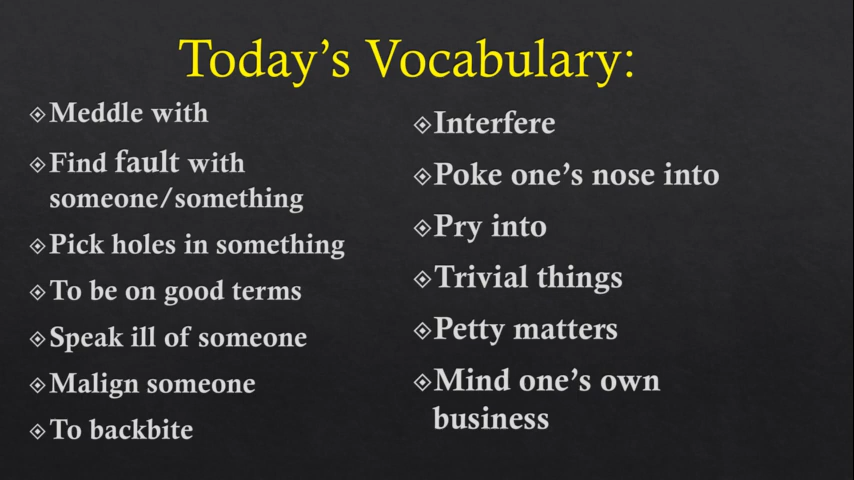 Today's Vocabulary:
Meddle with
Find fault with
someone/something
Pick holes in something
To be on good terms
Speak ill of someone
Malign someone
To backbite
Interfere
Poke one's nose into
Pry into
Trivial things
Petty matters
Mind one's own
business